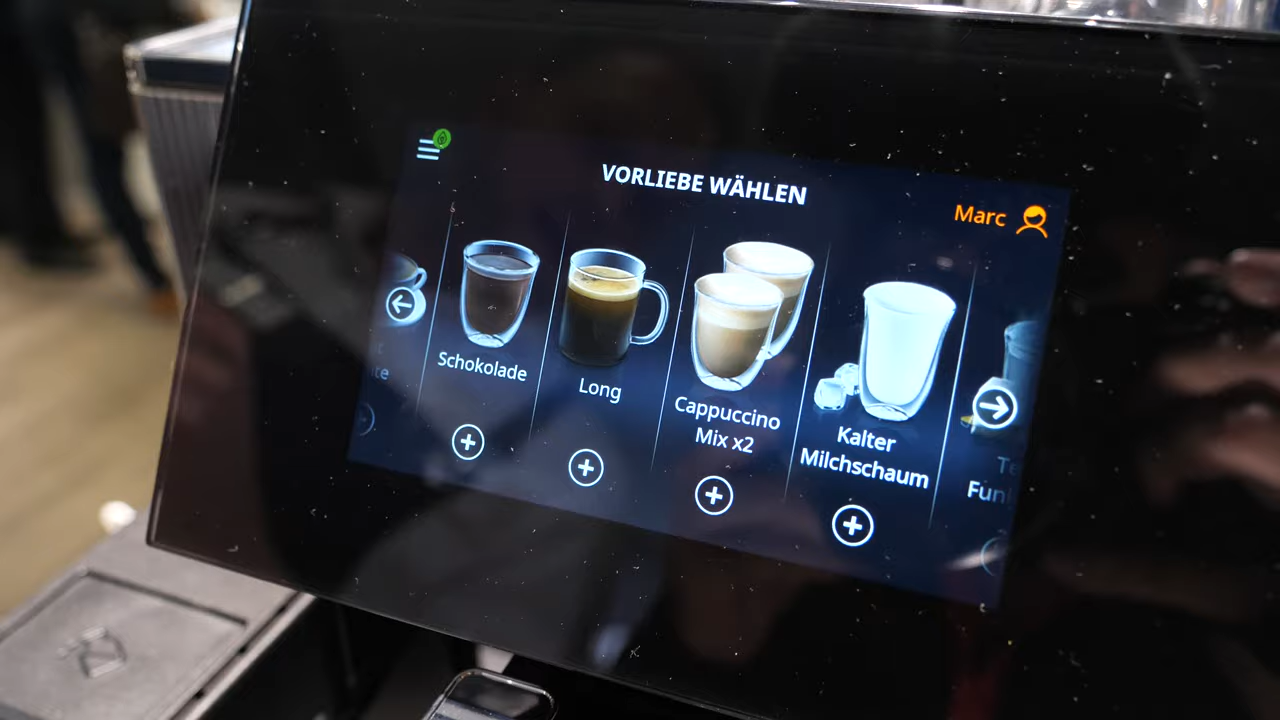 VORLIEBE WÄHLEN
Marc
Schokolade
Long
Cappuccino
Mix x2
Kalter
Milchschaum